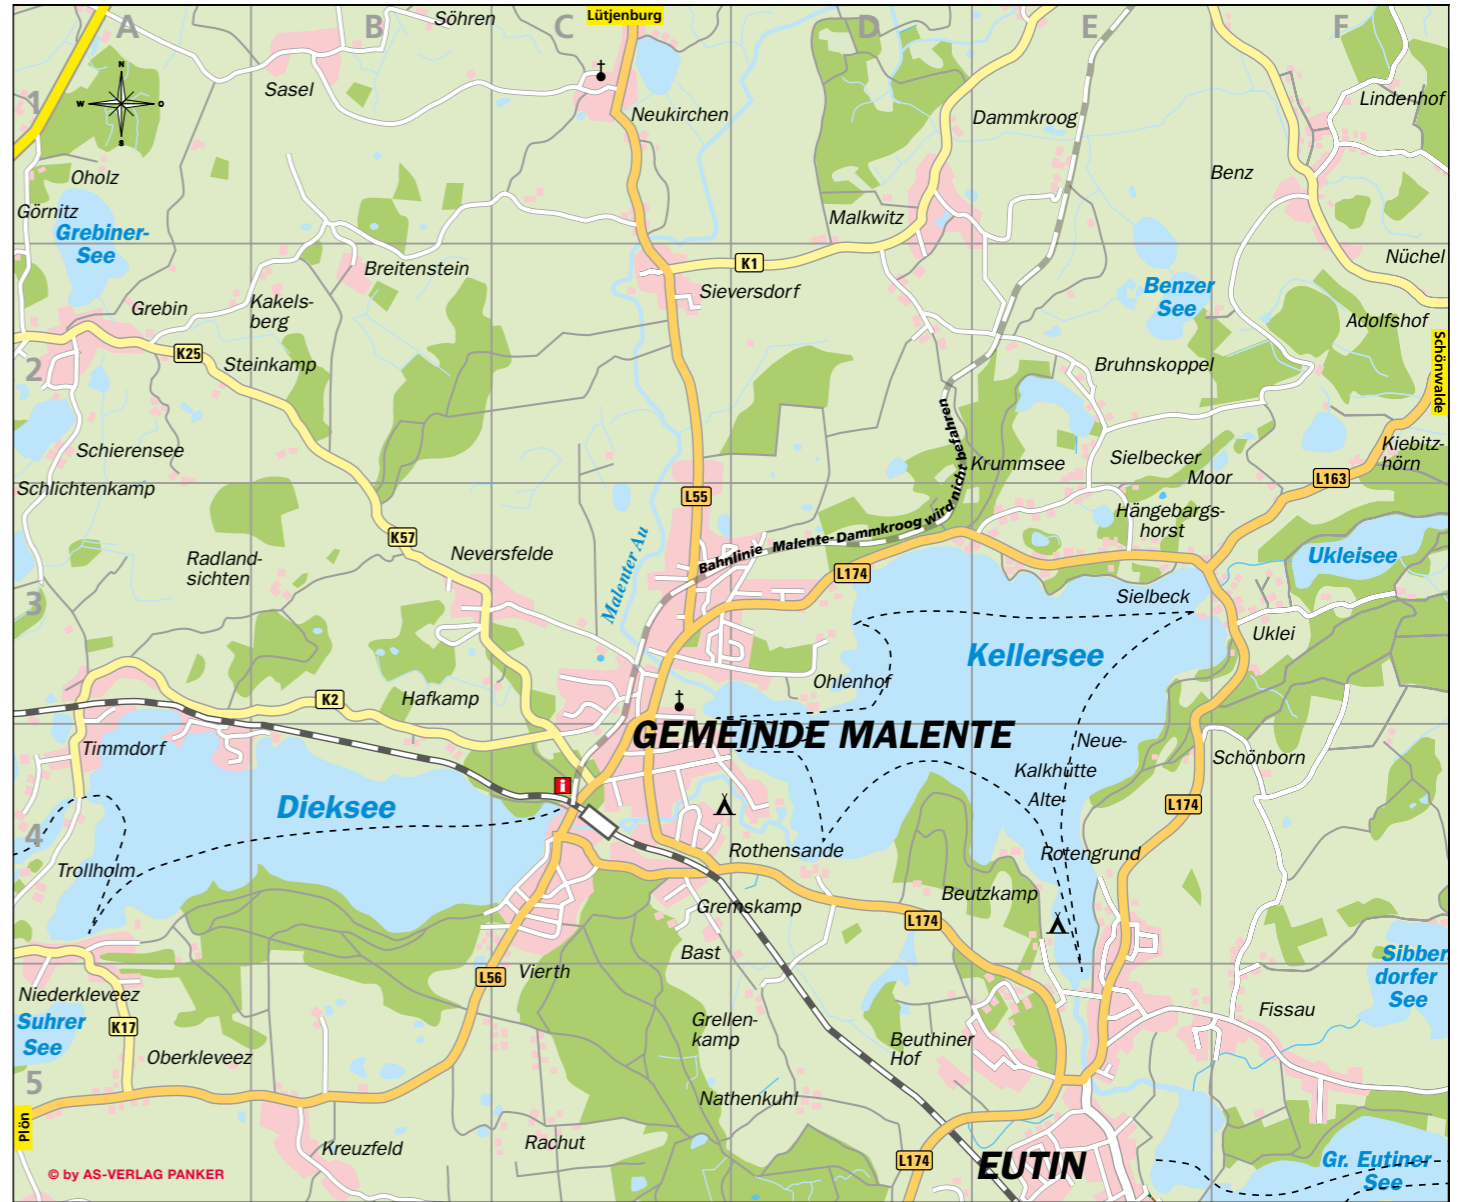 A
B
C
D
E
F
Söhren
Lütjenburg
N
W
O
S
1
Sasel
Neukirchen
Dammkroog
Lindenhof
Oholz
Benz
Görnitz
Malkwitz
Grebiner-
See
Nüchel
Breitenstein
K1
Sieversdorf
Benzer
See
Grebin
Kakels-
berg
Adolfshof
2
K25
Steinkamp
Bruhnskoppel
Schönwalde
Schierensee
Krummsee
Sielbecker
Moor
Kiebitz-
hörn
Schlichtenkamp
L55
L163
Hängebargs-
horst
K57
Neversfelde
Malenter Au
Bahnlinie Malente-Dammkroog wird nicht befahren
Radland-
sichten
L174
Ukleisee
3
Sielbeck
Uklei
Kellersee
Ohlenhof
Hafkamp
K2
GEMEINDE MALENTE
Timmdorf
Neue-
Kalkhütte
Schönborn
i
Alte-
Dieksee
L174
4
Rothensande
Rotengrund
Trollholm
Beutzkamp
Gremskamp
L174
Bast
Sibber
dorfer
See
Vierth
L56
Niederkleveez
Suhrer
See
K17
Fissau
Grellen-
kamp
Beuthiner
Hof
Oberkleveez
5
Nathenkuhl
Plön
Kreuzfeld
Rachut
L174
EUTIN
Gr. Eutiner
See
© by AS-VERLAG PANKER